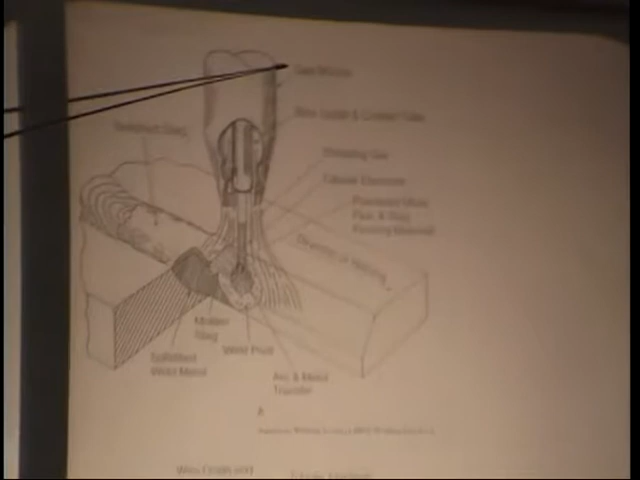 Gas Nozzle
Wire Guide & Contact Tube
Solidified Slag
Shielding Gas
Tubular Electrode
Powdered Metal
Flux & Slag
Forming Material
Direction of Welding
Molten
Slag
Weld Pool
Solidified
Weld Metal
Arc & Metal
Transfer
A